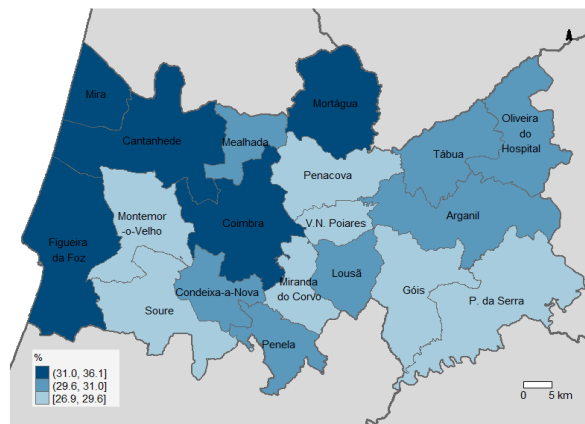 Mira
Mortágua
Oliveira
do
Hospital
Cantanhede
Mealhada
Tábua
Penacova
Montemor
-o-Velho
Coimbra
V.N. Poiares
Arganil
Figueira
da Foz
Lousã
Miranda
do Corvo
Condeixa-a-Nova
Góis
P. da Serra
Soure
Penela
%
(31.0, 36.1]
(29.6, 31.0]
[26.9, 29.6]
0
5 km